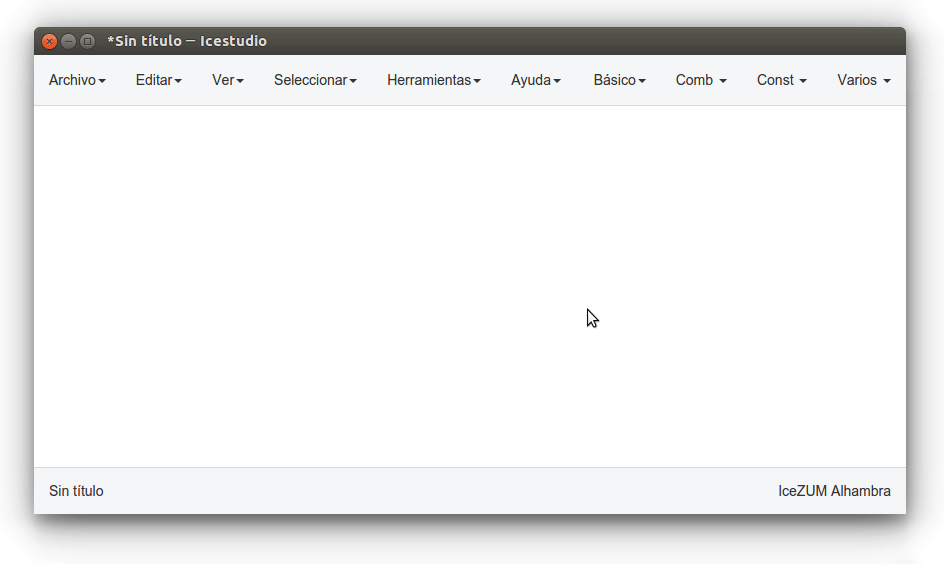 *Sin título – Icestudio
Archivo Editar Ver Seleccionar Herramientas Ayuda Básico Comb Const Varios
Sin título IceZUM Alhambra